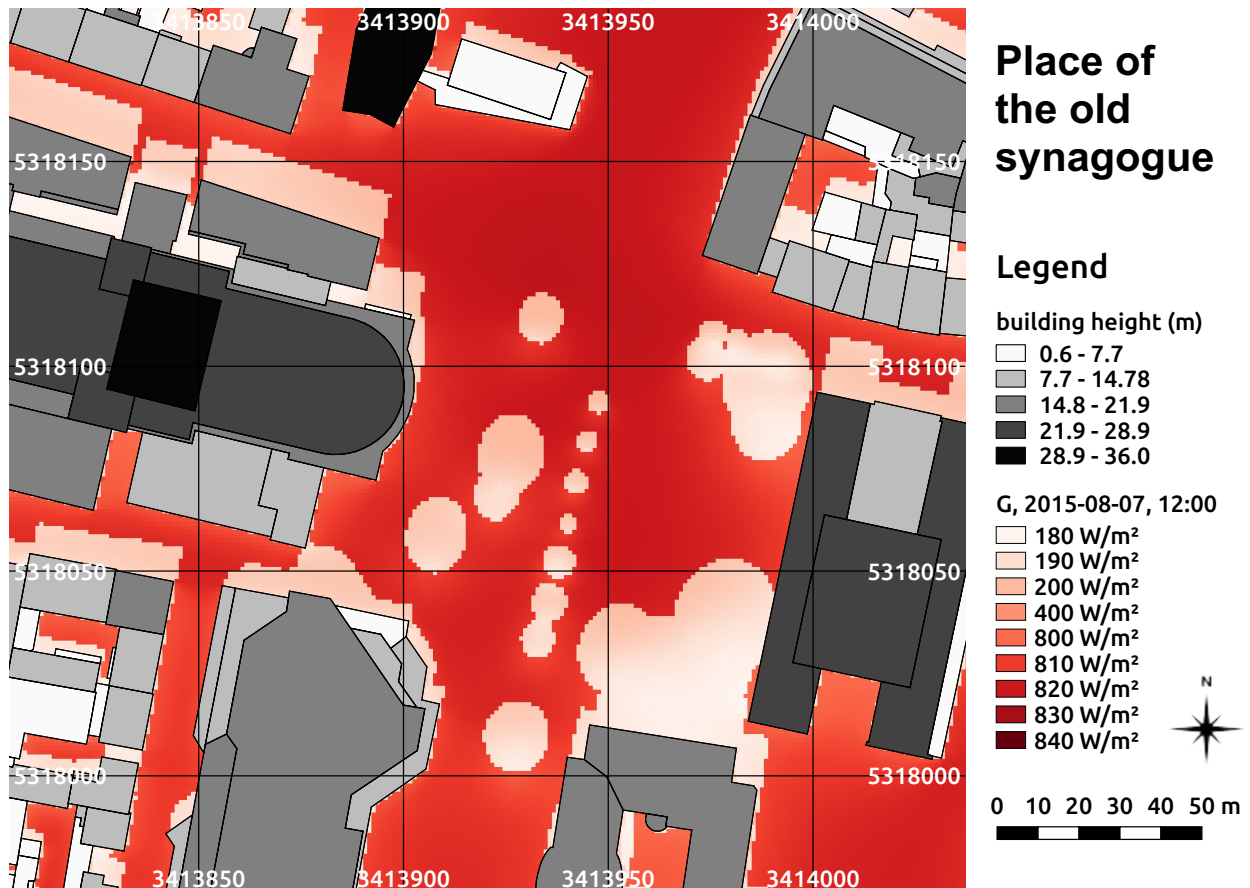 3413850 3413900 3413950 3414000
5318150 5318150
5318100 5318100
5318050 5318050
5318000 5318000
3413850 3413900 3413950 3414000
Place of
the old
synagogue
Legend
building height (m)
0.6 - 7.7
7.7 - 14.78
14.8 - 21.9
21.9 - 28.9
28.9 - 36.0
G, 2015-08-07, 12:00
180 W/m²
190 W/m²
200 W/m²
400 W/m²
800 W/m²
810 W/m²
820 W/m²
830 W/m²
840 W/m²
N
0 10 20 30 40 50 m